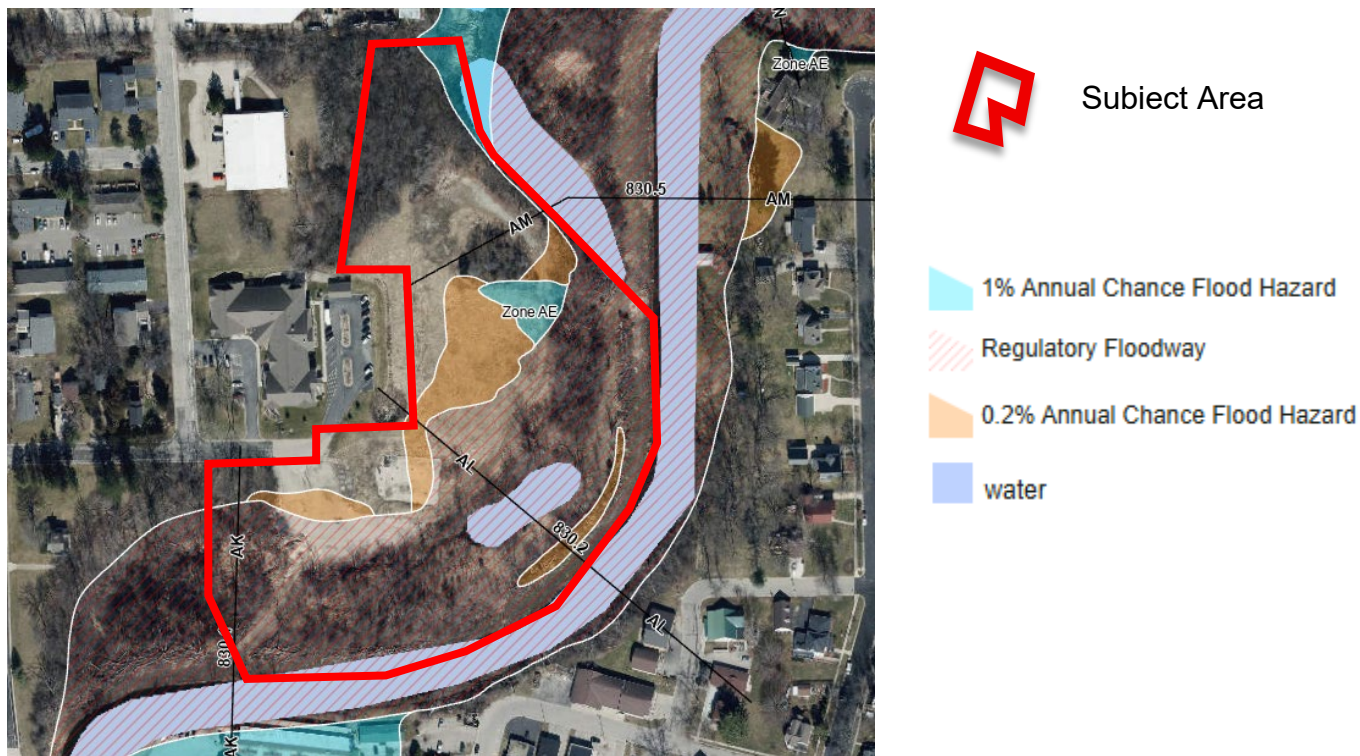 Zone AE
Subiect Area
830.5
AM
AM
1% Annual Chance Flood Hazard
Zone AE
Regulatory Floodway
0.2% Annual Chance Flood Hazard
AL
water
830.2
AK
AL
AK